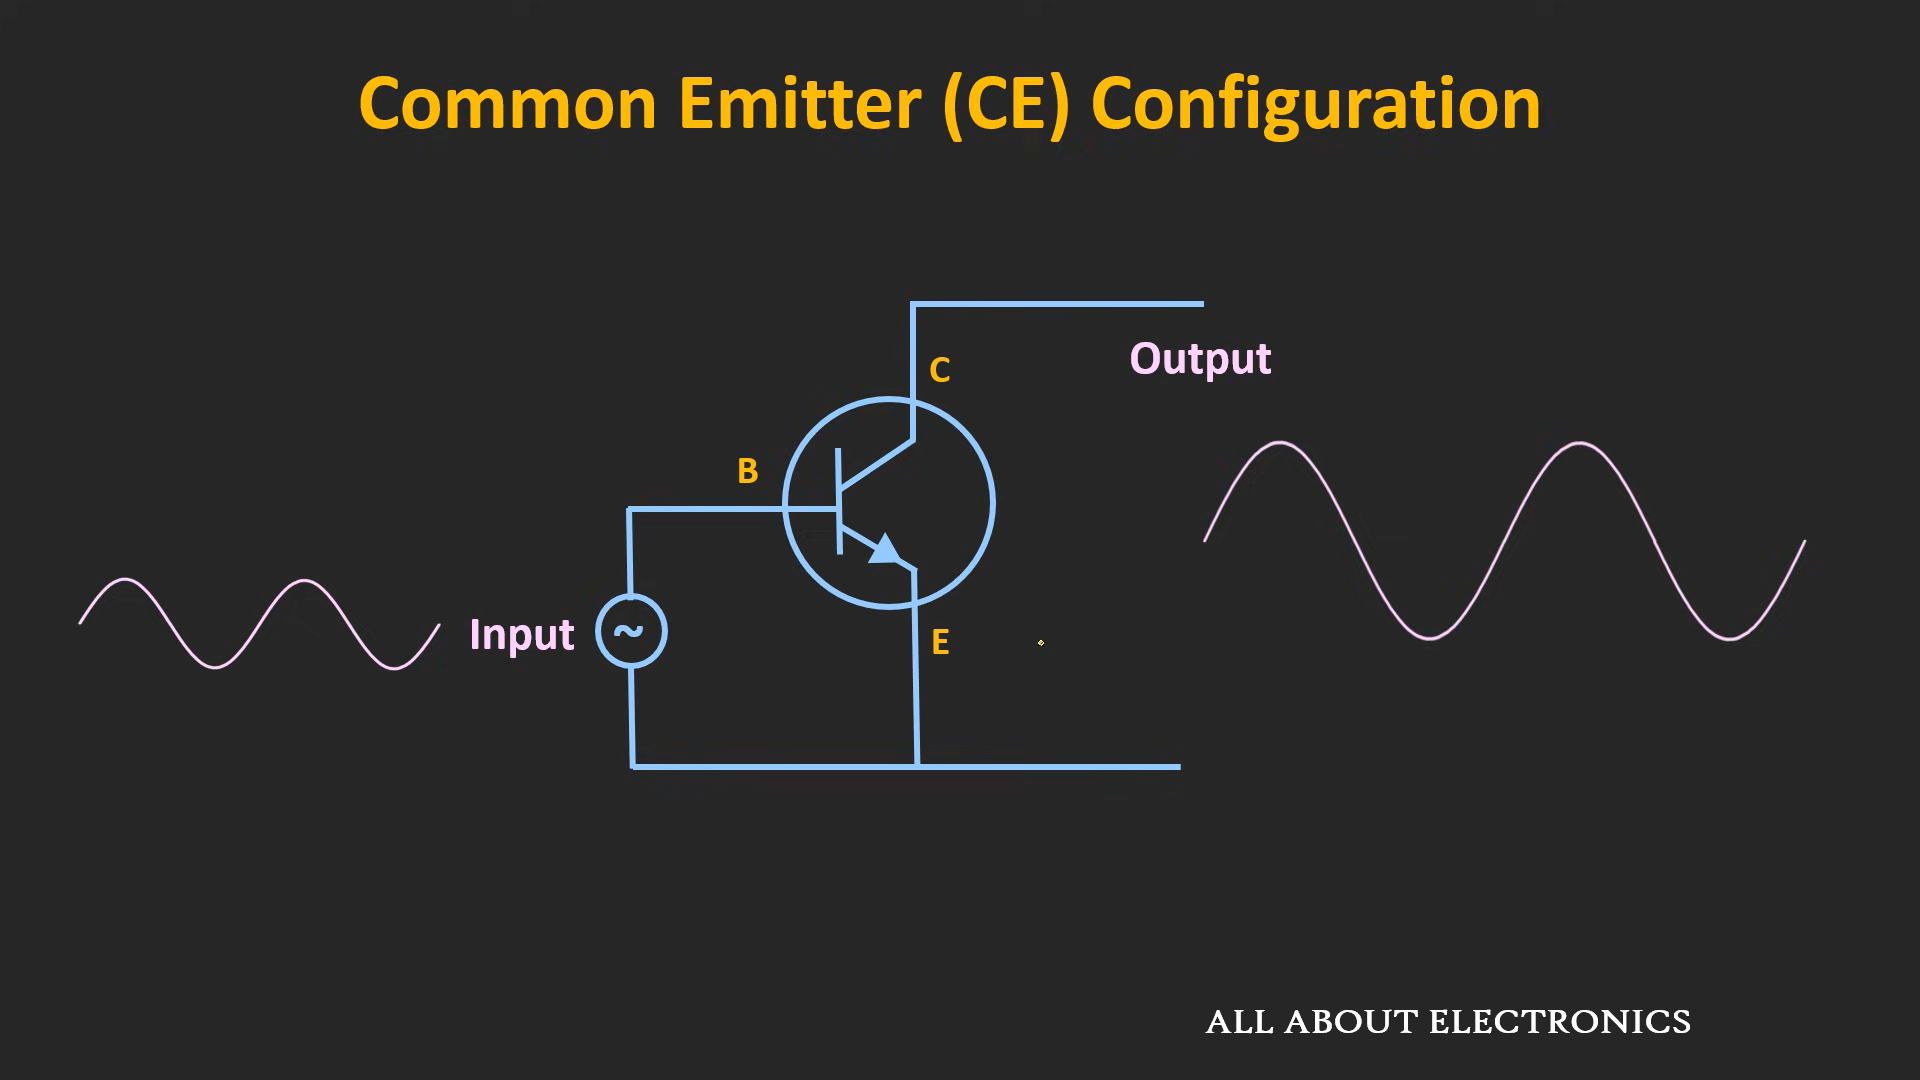 Common Emitter (CE) Configuration
C
Output
B
Input
~
E
ALL ABOUT ELECTRONICS